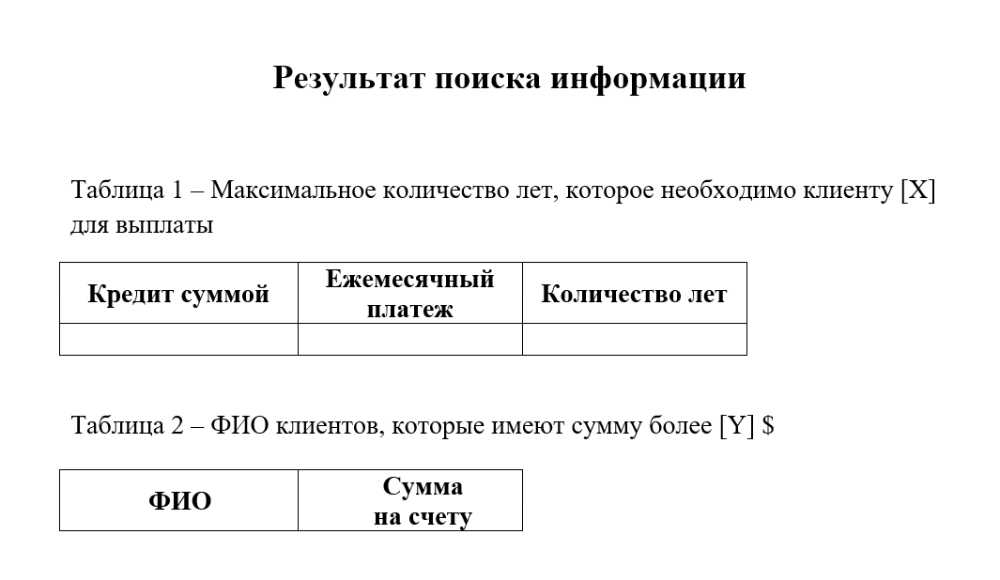 Результат поиска информации
Таблица 1 – Максимальное количество лет, которое необходимо клиенту [X]
для выплаты
Кредит суммой
Ежемесячный
платеж
Количество лет
Таблица 2 – ФИО клиентов, которые имеют сумму более [Y] $
ФИО
Сумма
на счету